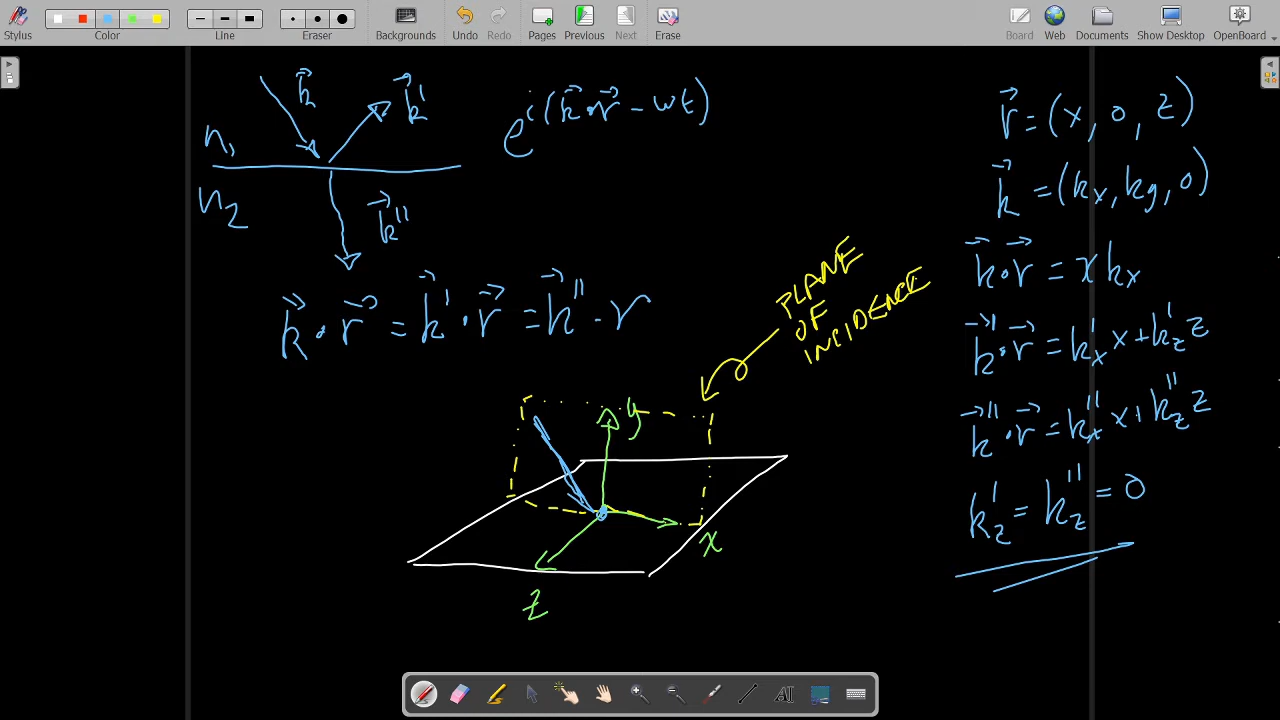 Stylus Color Line Eraser Backgrounds Undo Redo Pages Previous Next Erase Board Web Documents Show Desktop OpenBoard
k⃗
k⃗'
n₁
n₂
k⃗''
e^{i(k⃗·r⃗ - ωt)}
k⃗ · r⃗ = k⃗' · r⃗ = k⃗'' · r
PLANE
OF
INCIDENCE
y
x
z
r⃗ = (x, 0, z)
k⃗ = (kx, ky, 0)
k⃗·r⃗ = x kx
k⃗'·r⃗ = k'x x + k'z z
k⃗''·r⃗ = k''x x + k''z z
k'z = k''z = 0